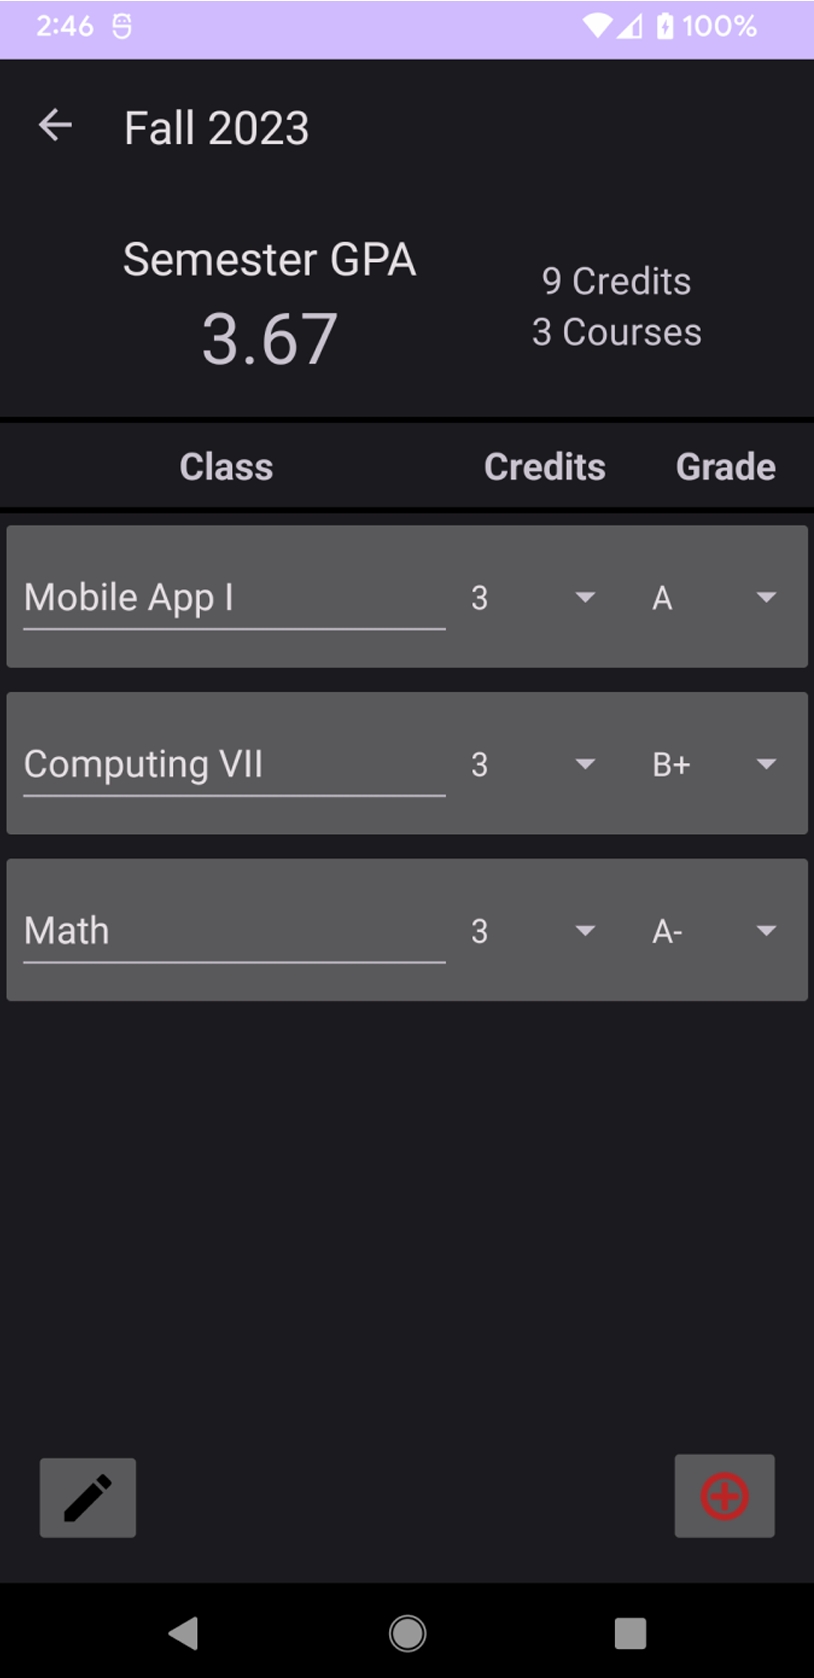 2:46 100%
Fall 2023
Semester GPA
3.67
9 Credits
3 Courses
Class Credits Grade
Mobile App I 3 A
Computing VII 3 B+
Math 3 A-